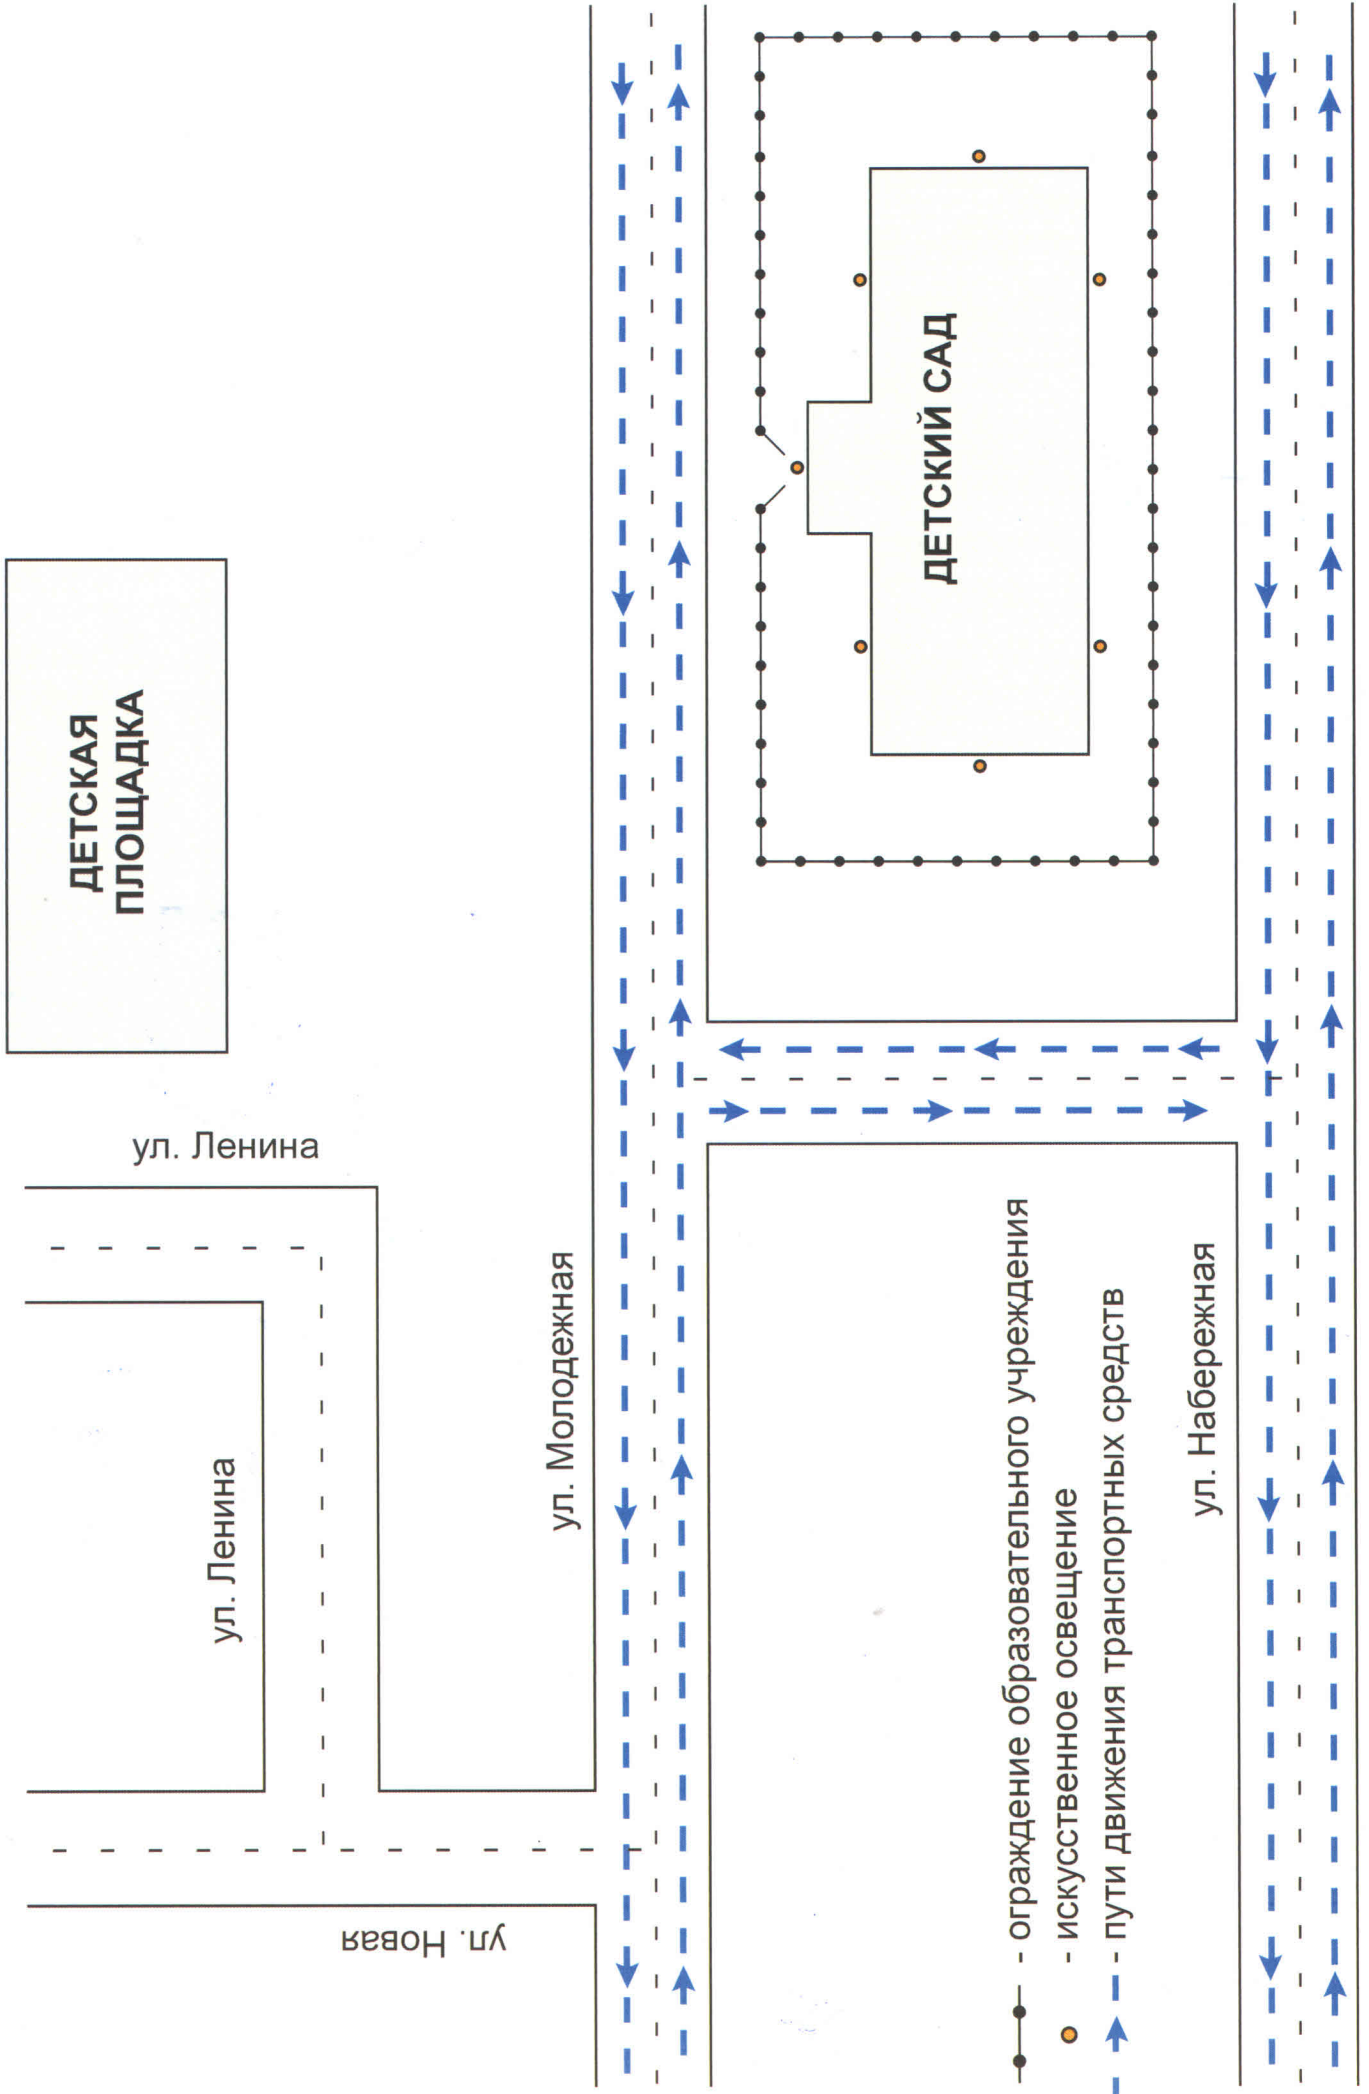 ДЕТСКАЯ
ПЛОЩАДКА
ул. Ленина
ул. Ленина
ул. Новая
ул. Молодежная
ДЕТСКИЙ САД
- ограждение образовательного учреждения
- искусственное освещение
- пути движения транспортных средств
ул. Набережная